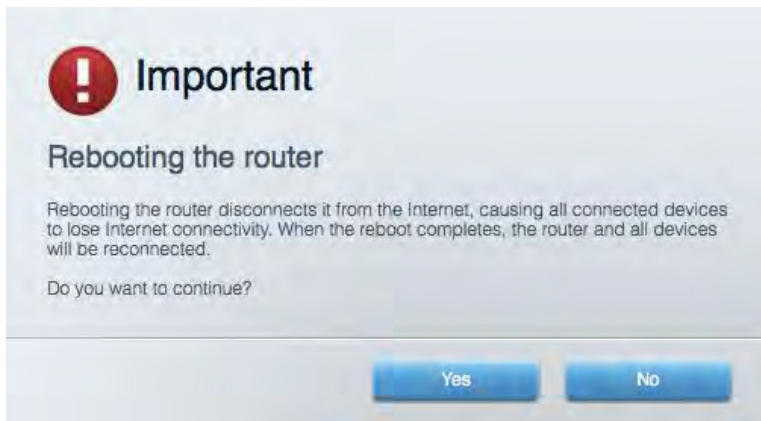 Important
Rebooting the router
Rebooting the router disconnects it from the Internet, causing all connected devices
to lose Internet connectivity. When the reboot completes, the router and all devices
will be reconnected.
Do you want to continue?
Yes No